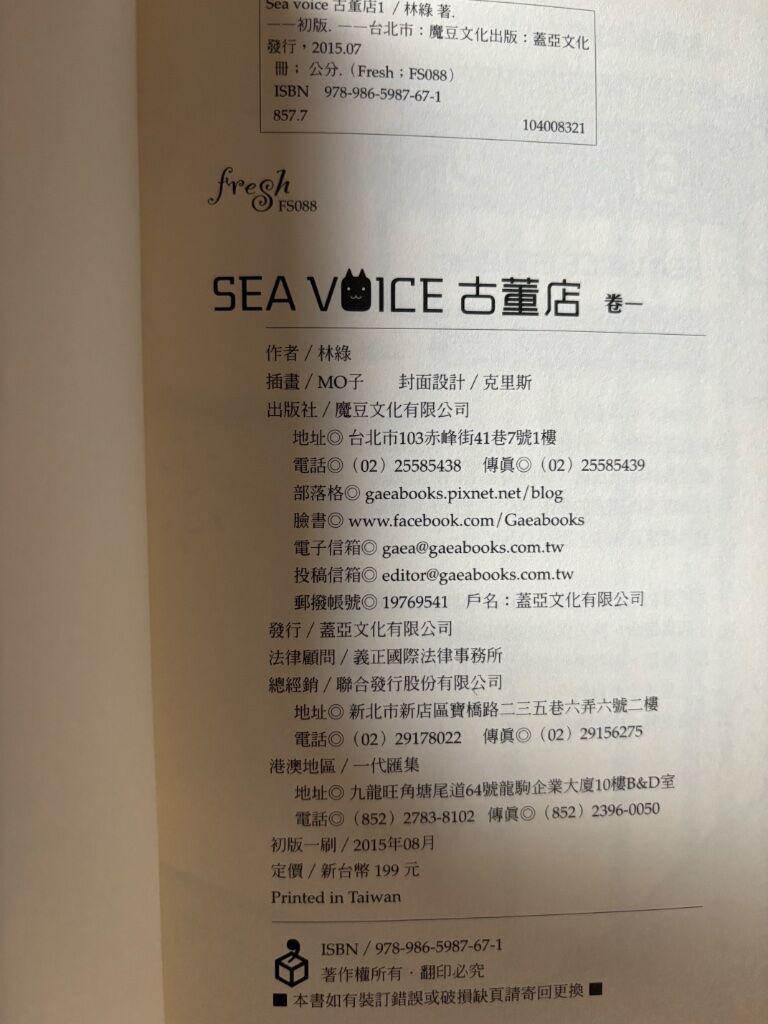 Sea voice 古董店1 / 林綠 著.
——初版. ——台北市：魔豆文化出版：蓋亞文化
發行，2015.07
冊； 公分.（Fresh；FS088）
ISBN 978-986-5987-67-1
857.7
104008321
fresh
FS088
SEA VOICE 古董店 卷一
作者 / 林綠
插畫 / MO子 封面設計 / 克里斯
出版社 / 魔豆文化有限公司
地址◎ 台北市103赤峰街41巷7號1樓
電話◎（02）25585438 傳眞◎（02）25585439
部落格◎ gaeabooks.pixnet.net/blog
臉書◎ www.facebook.com/Gaeabooks
電子信箱◎ gaea@gaeabooks.com.tw
投稿信箱◎ editor@gaeabooks.com.tw
郵撥帳號◎ 19769541 戶名：蓋亞文化有限公司
發行 / 蓋亞文化有限公司
法律顧問 / 義正國際法律事務所
總經銷 / 聯合發行股份有限公司
地址◎ 新北市新店區寶橋路二三五巷六弄六號二樓
電話◎（02）29178022 傳眞◎（02）29156275
港澳地區 / 一代匯集
地址◎ 九龍旺角塘尾道64號龍駒企業大廈10樓B&D室
電話◎（852）2783-8102 傳眞◎（852）2396-0050
初版一刷 / 2015年08月
定價 / 新台幣 199 元
Printed in Taiwan
ISBN / 978-986-5987-67-1
著作權所有‧翻印必究
■ 本書如有裝訂錯誤或破損缺頁請寄回更換 ■